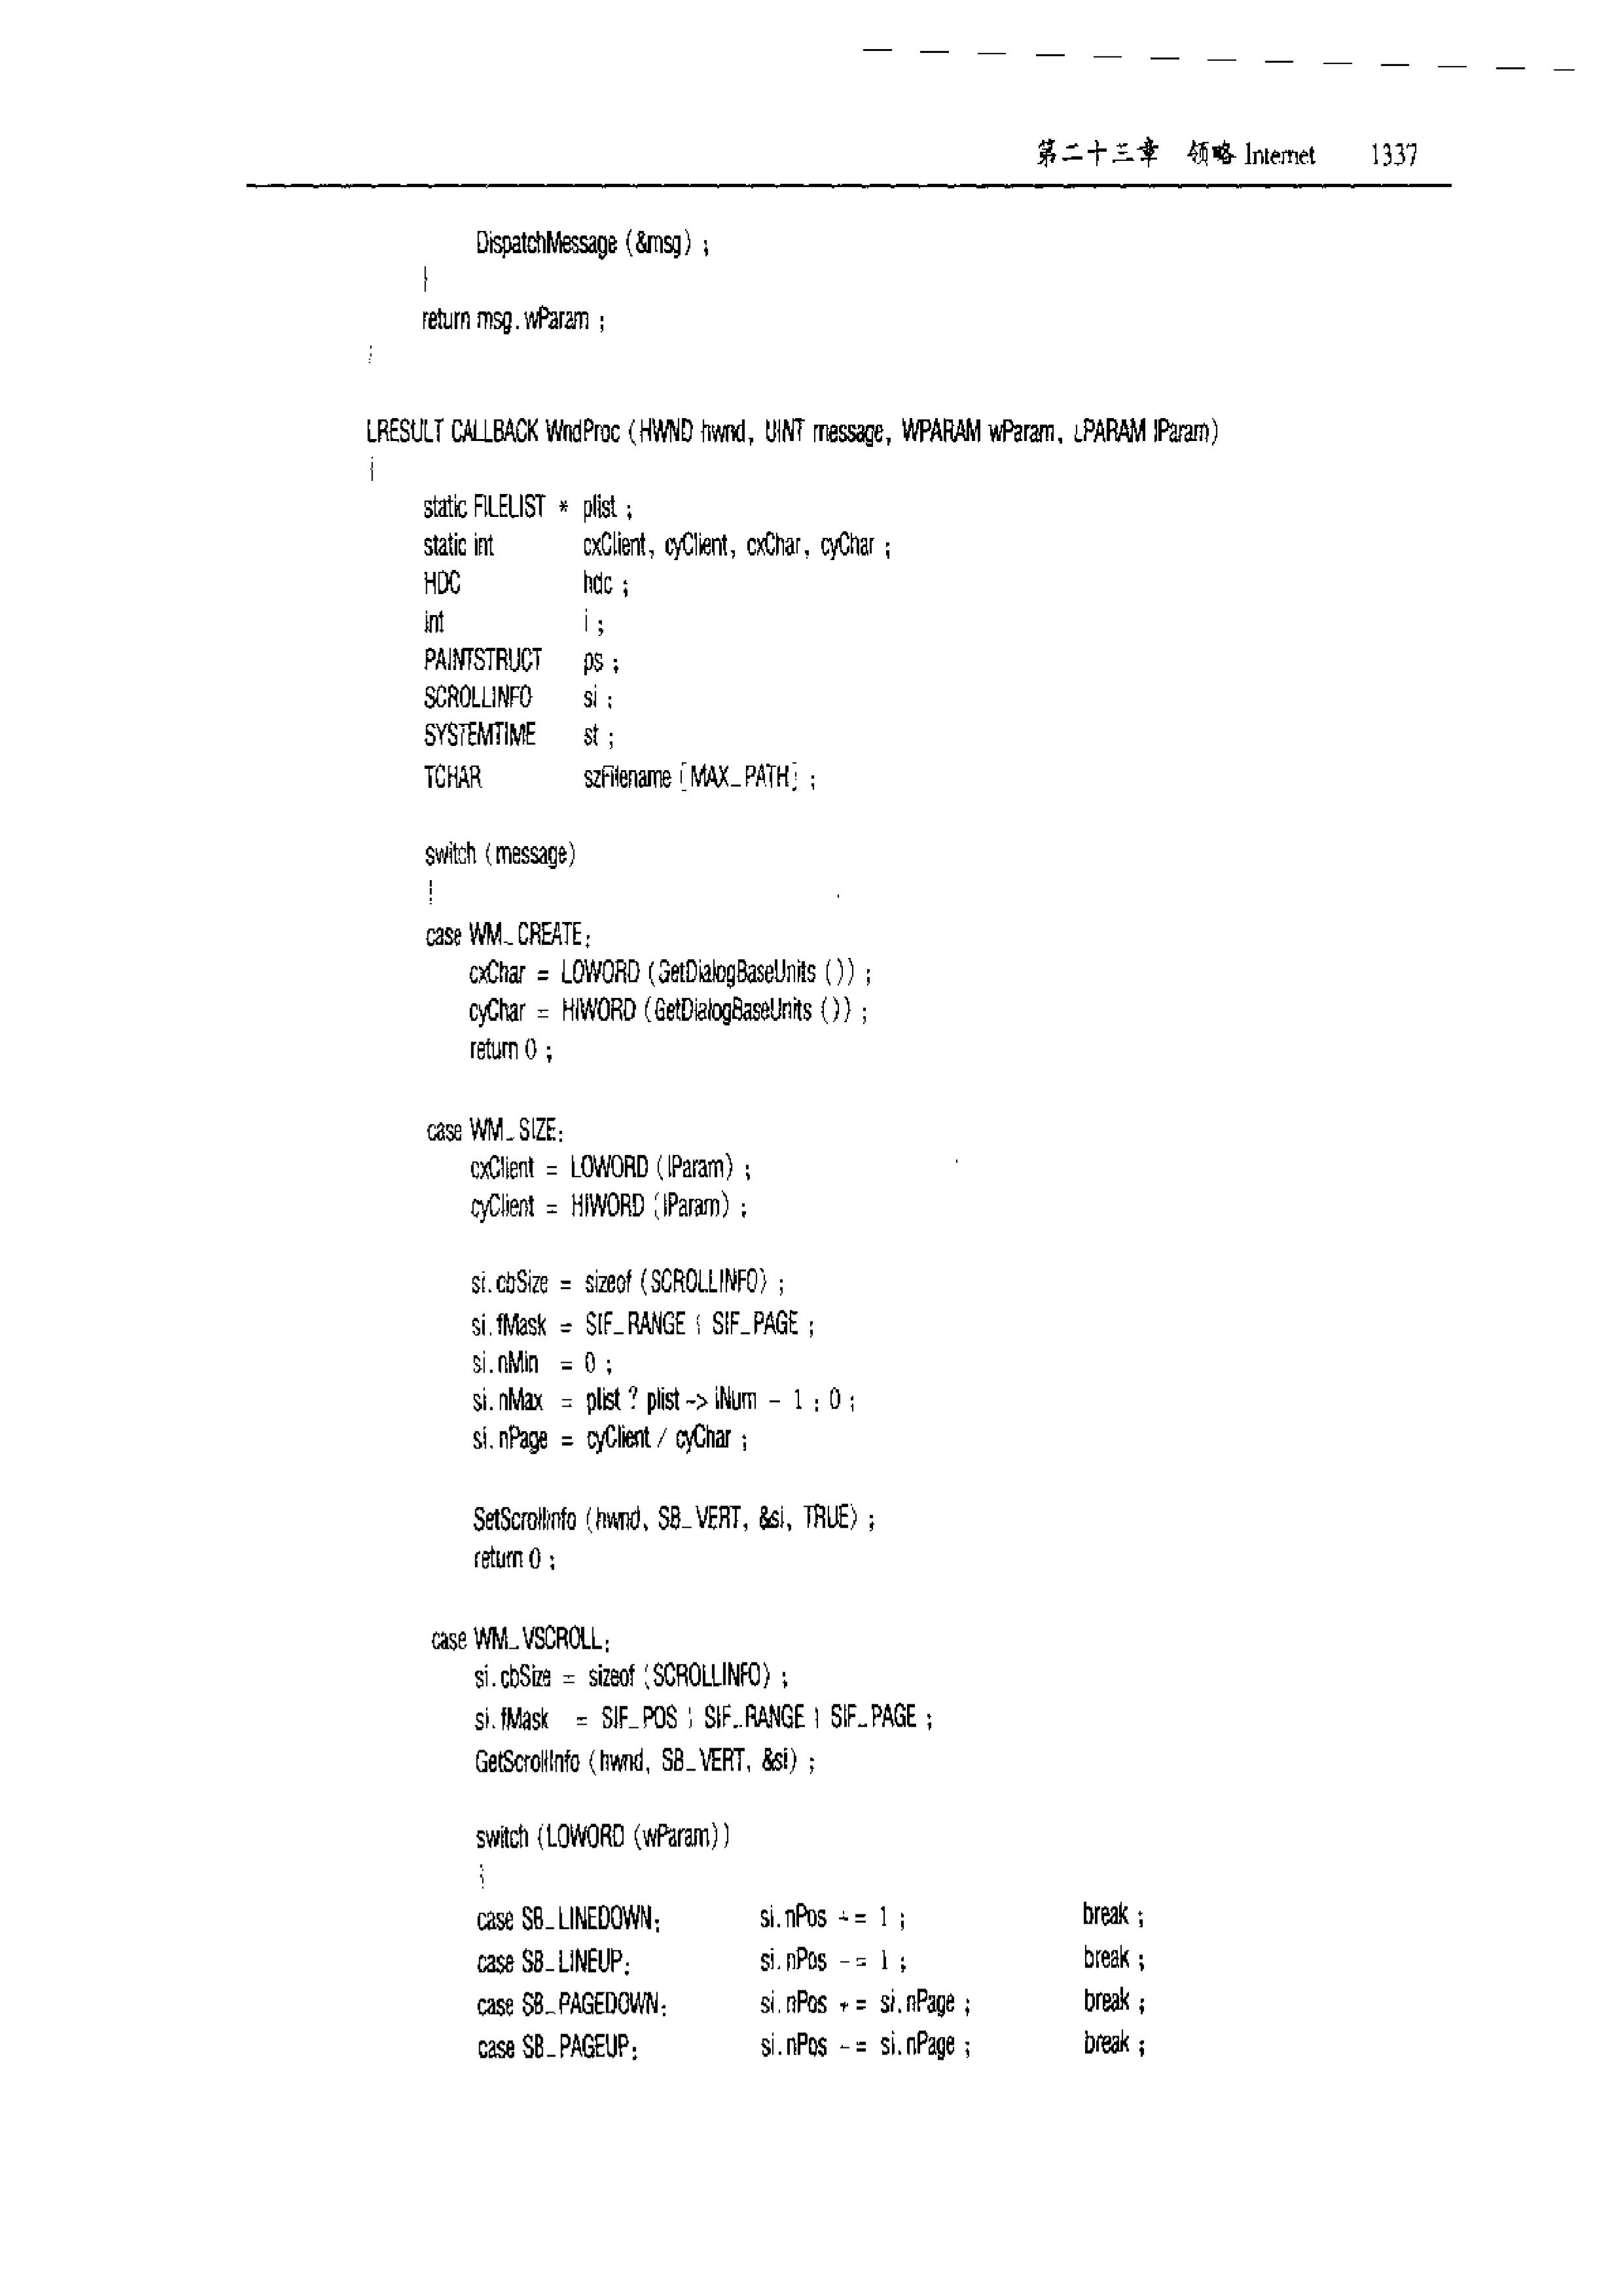 第二十三章 领略 Internet 1337
DispatchMessage (&msg) ;
}
return msg.wParam ;
}
LRESULT CALLBACK WndProc (HWND hwnd, UINT message, WPARAM wParam, LPARAM lParam)
{
static FILELIST * plist ;
static int cxClient, cyClient, cxChar, cyChar ;
HDC hdc ;
int i ;
PAINTSTRUCT ps ;
SCROLLINFO si ;
SYSTEMTIME st ;
TCHAR szFilename [MAX_PATH] ;
switch (message)
{
case WM_CREATE:
cxChar = LOWORD (GetDialogBaseUnits ()) ;
cyChar = HIWORD (GetDialogBaseUnits ()) ;
return 0 ;
case WM_SIZE:
cxClient = LOWORD (lParam) ;
cyClient = HIWORD (lParam) ;
si.cbSize = sizeof (SCROLLINFO) ;
si.fMask = SIF_RANGE | SIF_PAGE ;
si.nMin = 0 ;
si.nMax = plist ? plist -> iNum - 1 : 0 ;
si.nPage = cyClient / cyChar ;
SetScrollInfo (hwnd, SB_VERT, &si, TRUE) ;
return 0 ;
case WM_VSCROLL:
si.cbSize = sizeof (SCROLLINFO) ;
si.fMask = SIF_POS | SIF_RANGE | SIF_PAGE ;
GetScrollInfo (hwnd, SB_VERT, &si) ;
switch (LOWORD (wParam))
{
case SB_LINEDOWN: si.nPos += 1 ; break ;
case SB_LINEUP: si.nPos -= 1 ; break ;
case SB_PAGEDOWN: si.nPos += si.nPage ; break ;
case SB_PAGEUP: si.nPos -= si.nPage ; break ;